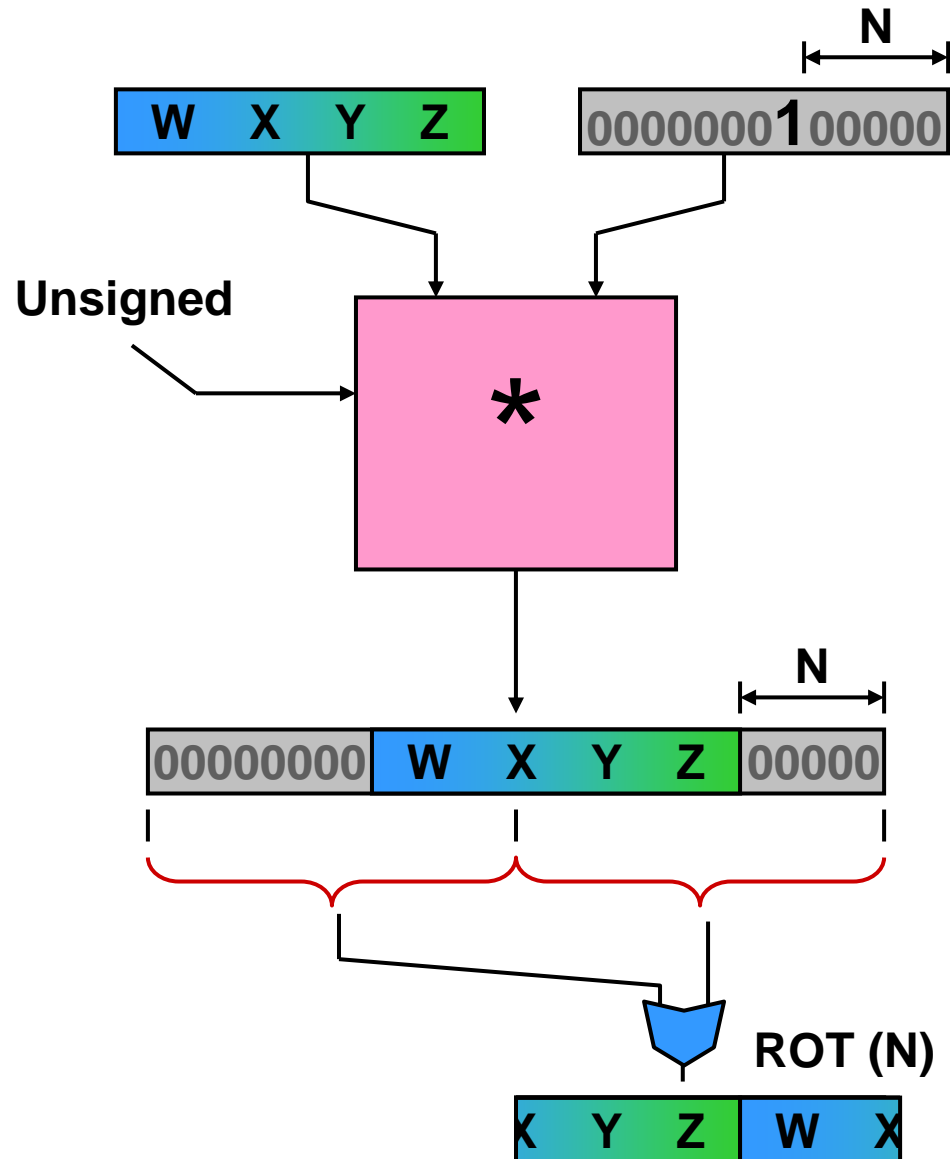 N
W X Y Z
0000000100000
Unsigned
*
N
00000000 W X Y Z 00000
ROT (N)
X Y Z W X